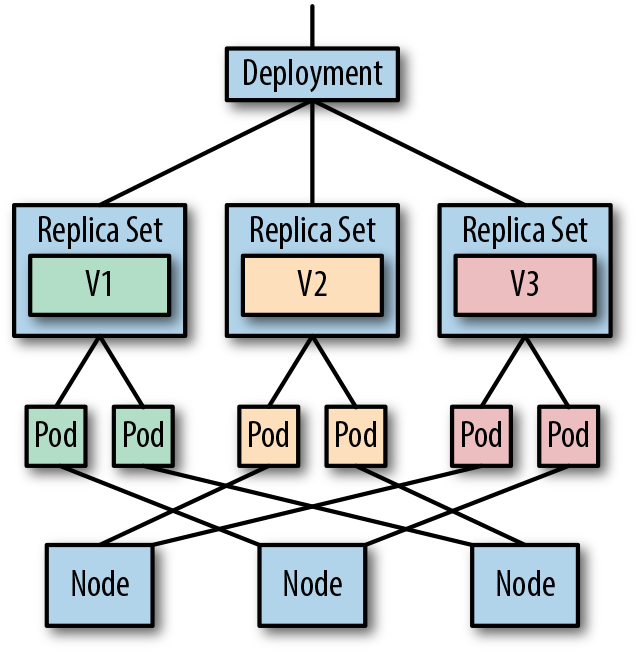 Deployment
Replica Set
V1
Replica Set
V2
Replica Set
V3
Pod
Pod
Pod
Pod
Pod
Pod
Node
Node
Node